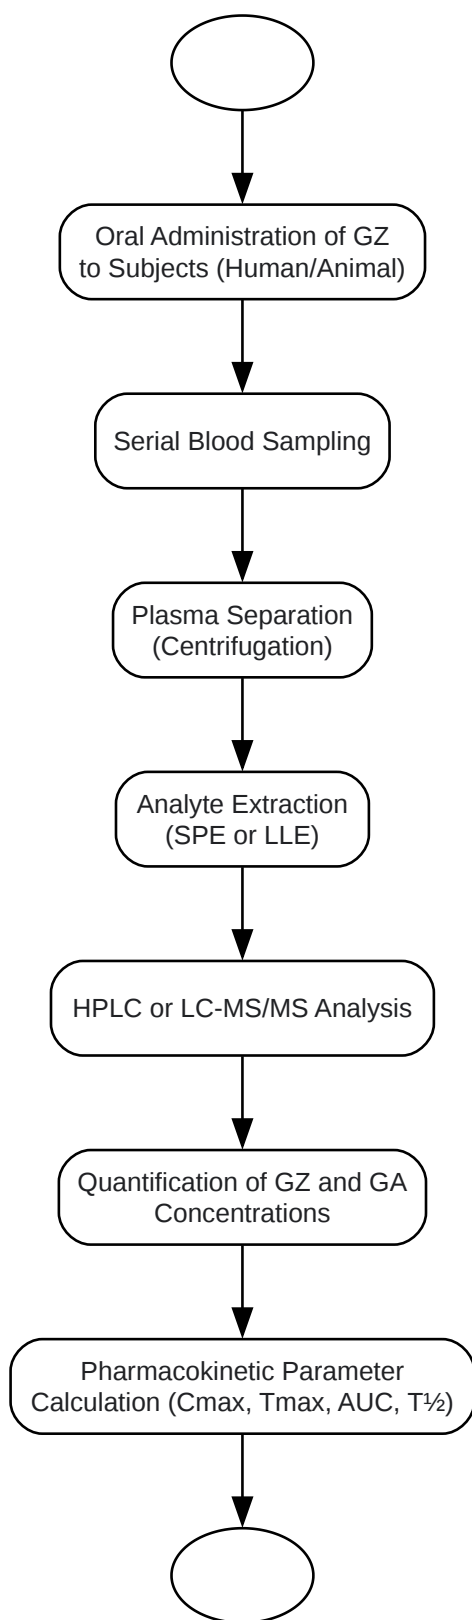 Oral Administration of GZ
to Subjects (Human/Animal)
Serial Blood Sampling
Plasma Separation
(Centrifugation)
Analyte Extraction
(SPE or LLE)
HPLC or LC-MS/MS Analysis
Quantification of GZ and GA
Concentrations
Pharmacokinetic Parameter
Calculation (Cmax, Tmax, AUC, T½)